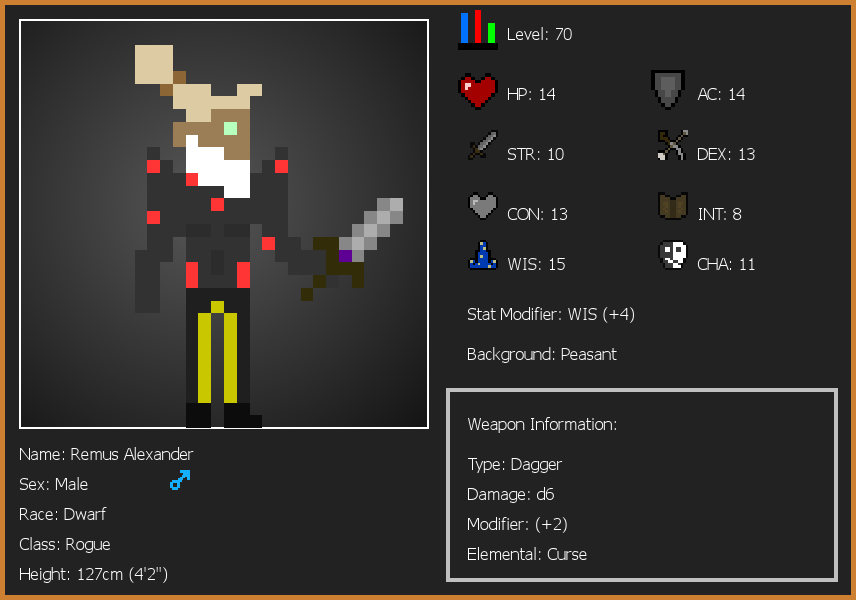 Level: 70
HP: 14
AC: 14
STR: 10
DEX: 13
CON: 13
INT: 8
WIS: 15
CHA: 11
Stat Modifier: WIS (+4)
Background: Peasant
Weapon Information:
Type: Dagger
Damage: d6
Modifier: (+2)
Elemental: Curse
Name: Remus Alexander
Sex: Male
Race: Dwarf
Class: Rogue
Height: 127cm (4'2")